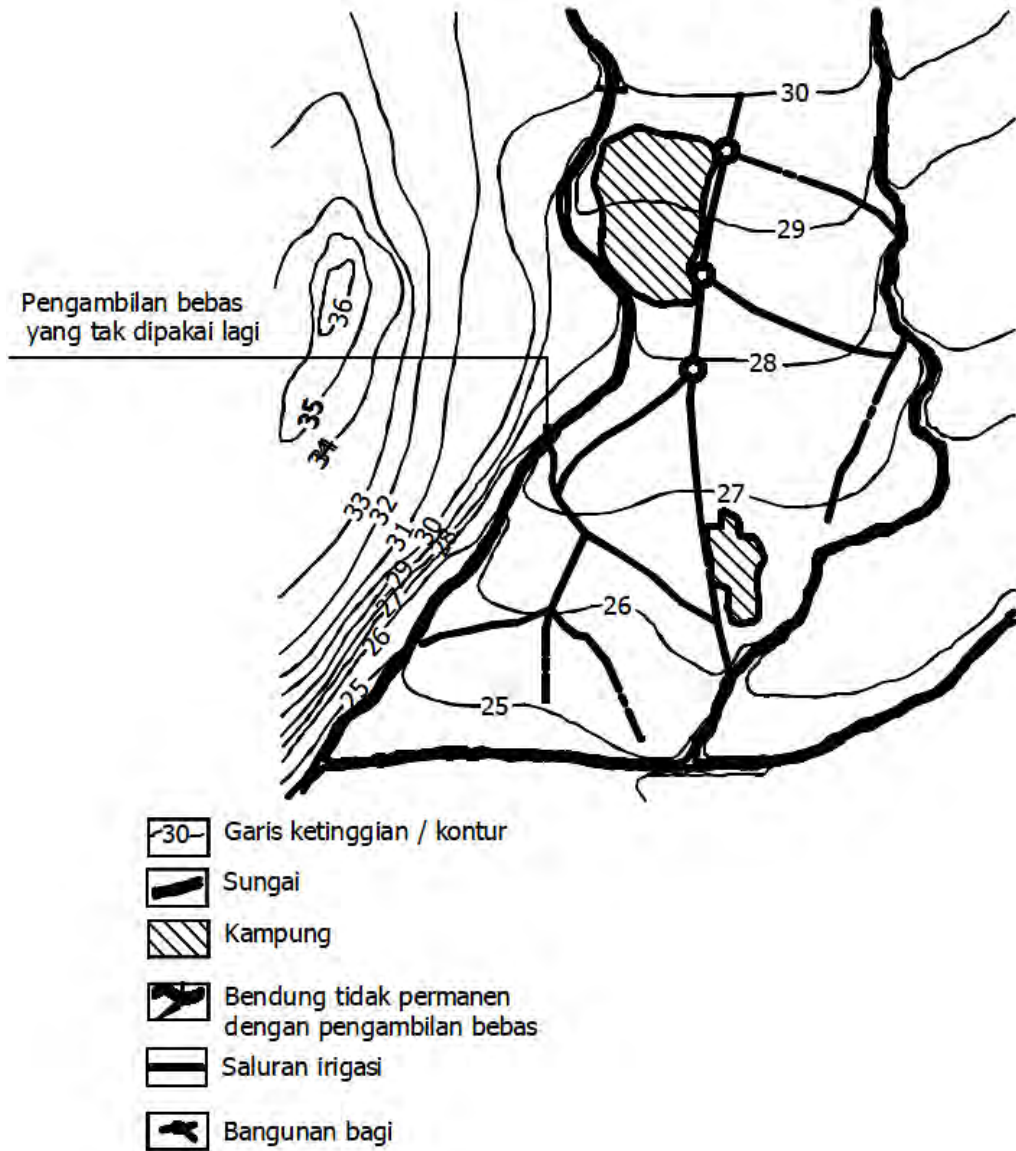 30
29
Pengambilan bebas
yang tak dipakai lagi
36
28
35
34
27
33
32
31
30
28
29
27
26
26
25
25
30
Garis ketinggian / kontur
Sungai
Kampung
Bendung tidak permanen
dengan pengambilan bebas
Saluran irigasi
Bangunan bagi